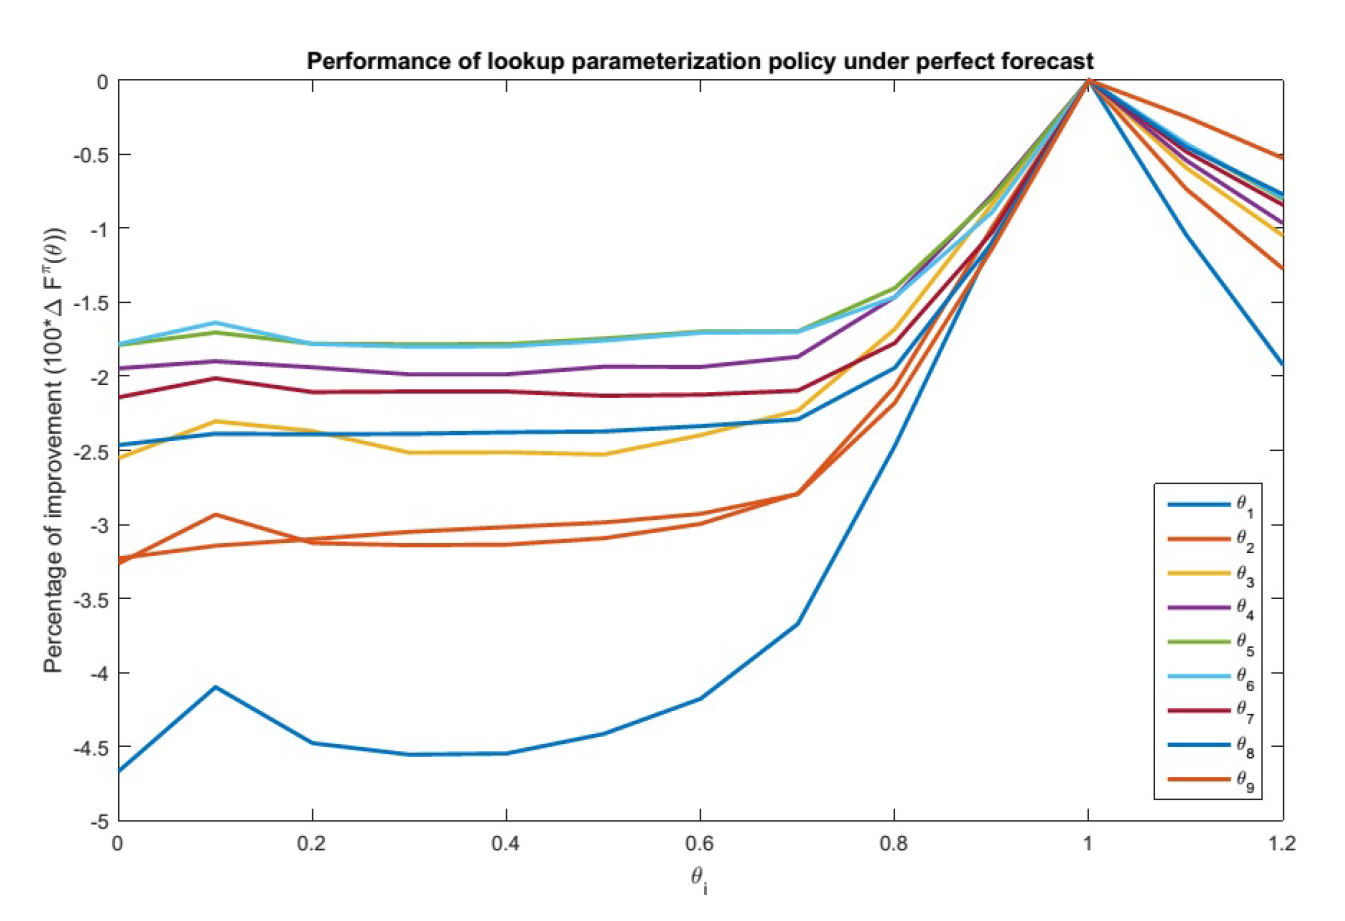 Performance of lookup parameterization policy under perfect forecast
Percentage of improvement (100*Δ F^π(θ))
0
-0.5
-1
-1.5
-2
-2.5
-3
-3.5
-4
-4.5
-5
0 0.2 0.4 0.6 0.8 1 1.2
θ_i
θ_1
θ_2
θ_3
θ_4
θ_5
θ_6
θ_7
θ_8
θ_9